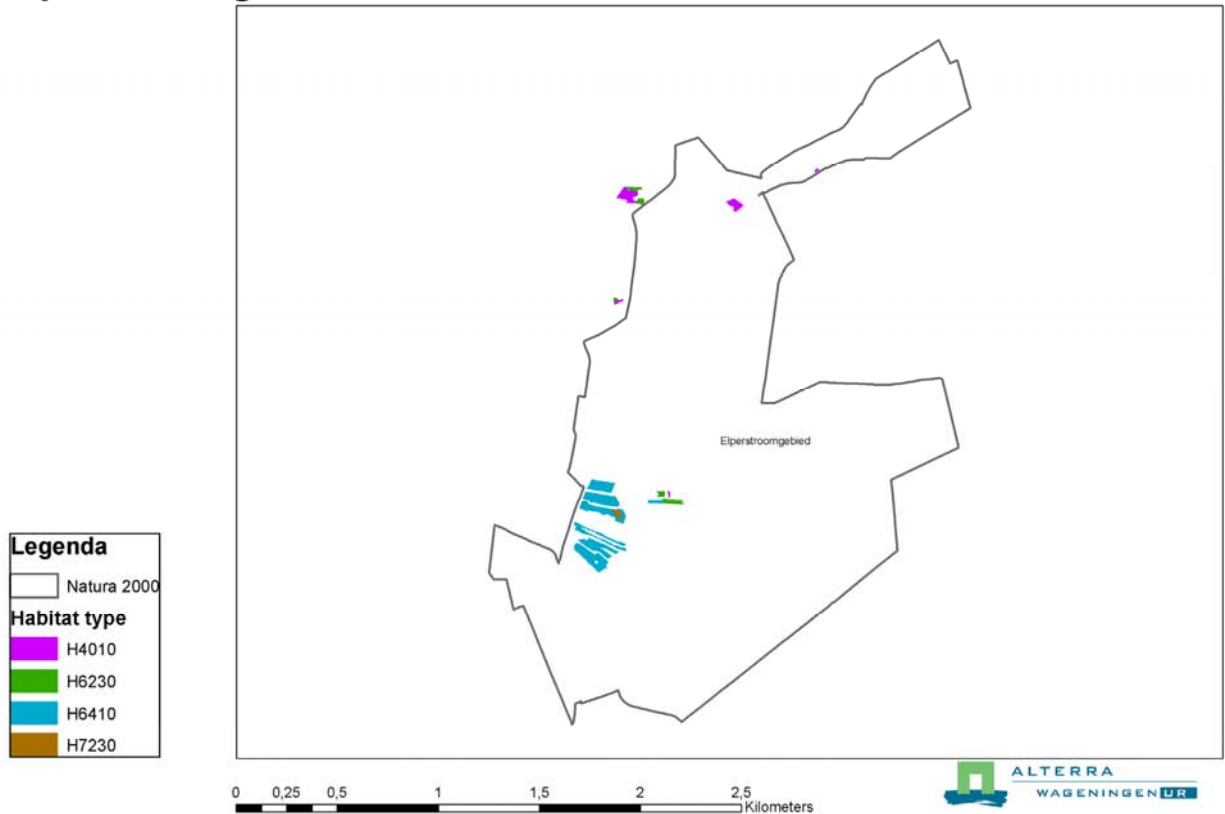 Elperstroomgebied
Legenda
Natura 2000
Habitat type
H4010
H6230
H6410
H7230
0 0,25 0,5 1 1,5 2 2,5
Kilometers
ALTERRA
WAGENINGEN UR